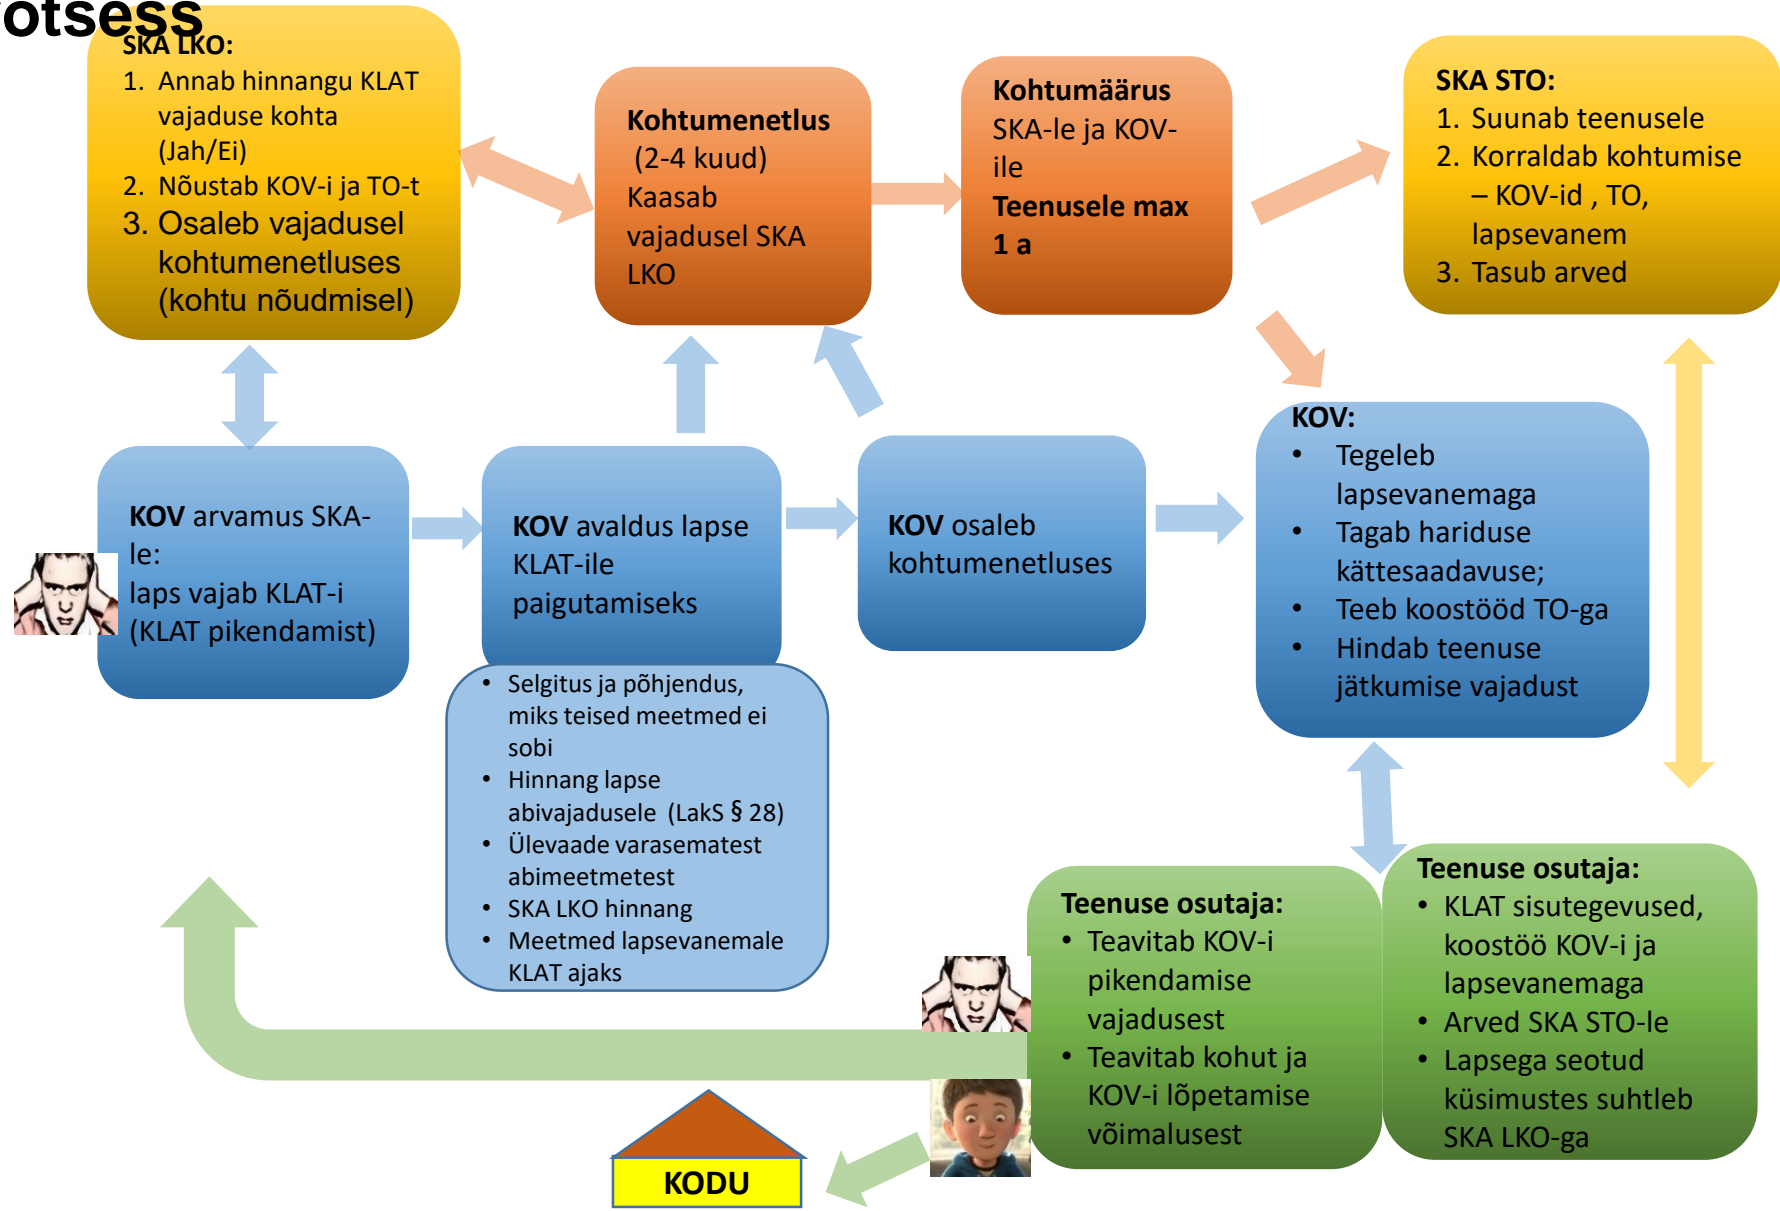 otsess
SKA LKO:
1. Annab hinnangu KLAT
vajaduse kohta
(Jah/Ei)
2. Nõustab KOV-i ja TO-t
3. Osaleb vajadusel
kohtumenetluses
(kohtu nõudmisel)
Kohtumenetlus
(2-4 kuud)
Kaasab
vajadusel SKA
LKO
Kohtumäärus
SKA-le ja KOV-
ile
Teenusele max
1 a
SKA STO:
1. Suunab teenusele
2. Korraldab kohtumise
– KOV-id , TO,
lapsevanem
3. Tasub arved
KOV arvamus SKA-
le:
laps vajab KLAT-i
(KLAT pikendamist)
KOV avaldus lapse
KLAT-ile
paigutamiseks
• Selgitus ja põhjendus,
miks teised meetmed ei
sobi
• Hinnang lapse
abivajadusele (LakS § 28)
• Ülevaade varasematest
abimeetmetest
• SKA LKO hinnang
• Meetmed lapsevanemale
KLAT ajaks
KOV osaleb
kohtumenetluses
KOV:
• Tegeleb
lapsevanemaga
• Tagab hariduse
kättesaadavuse;
• Teeb koostööd TO-ga
• Hindab teenuse
jätkumise vajadust
Teenuse osutaja:
• Teavitab KOV-i
pikendamise
vajadusest
• Teavitab kohut ja
KOV-i lõpetamise
võimalusest
Teenuse osutaja:
• KLAT sisutegevused,
koostöö KOV-i ja
lapsevanemaga
• Arved SKA STO-le
• Lapsega seotud
küsimustes suhtleb
SKA LKO-ga
KODU